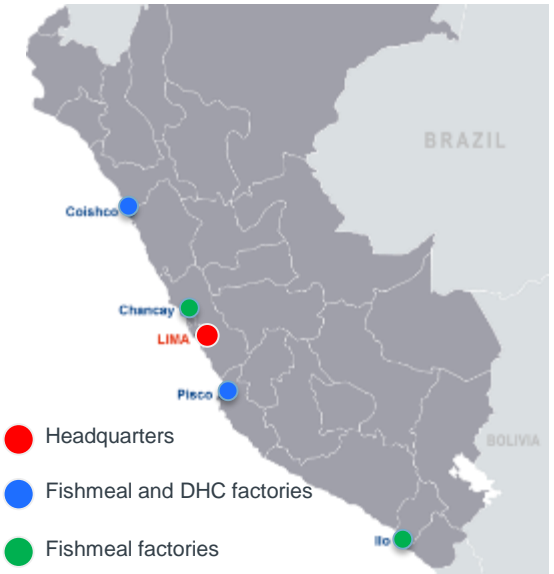 BRAZIL
Coishco
Chancay
LIMA
Pisco
Headquarters
BOLIVIA
Fishmeal and DHC factories
Ilo
Fishmeal factories